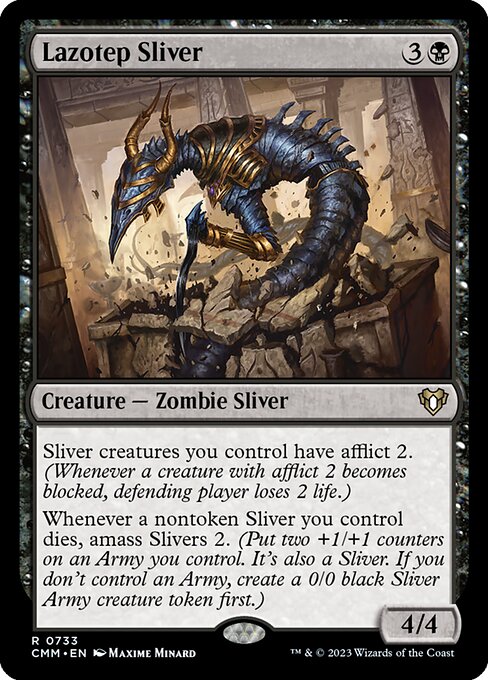 Lazotep Sliver 3
Creature — Zombie Sliver
Sliver creatures you control have afflict 2.
(Whenever a creature with afflict 2 becomes
blocked, defending player loses 2 life.)
Whenever a nontoken Sliver you control
dies, amass Slivers 2. (Put two +1/+1 counters
on an Army you control. It's also a Sliver. If you
don't control an Army, create a 0/0 black Sliver
Army creature token first.)
4/4
R 0733
CMM • EN MAXIME MINARD
™ & © 2023 Wizards of the Coast